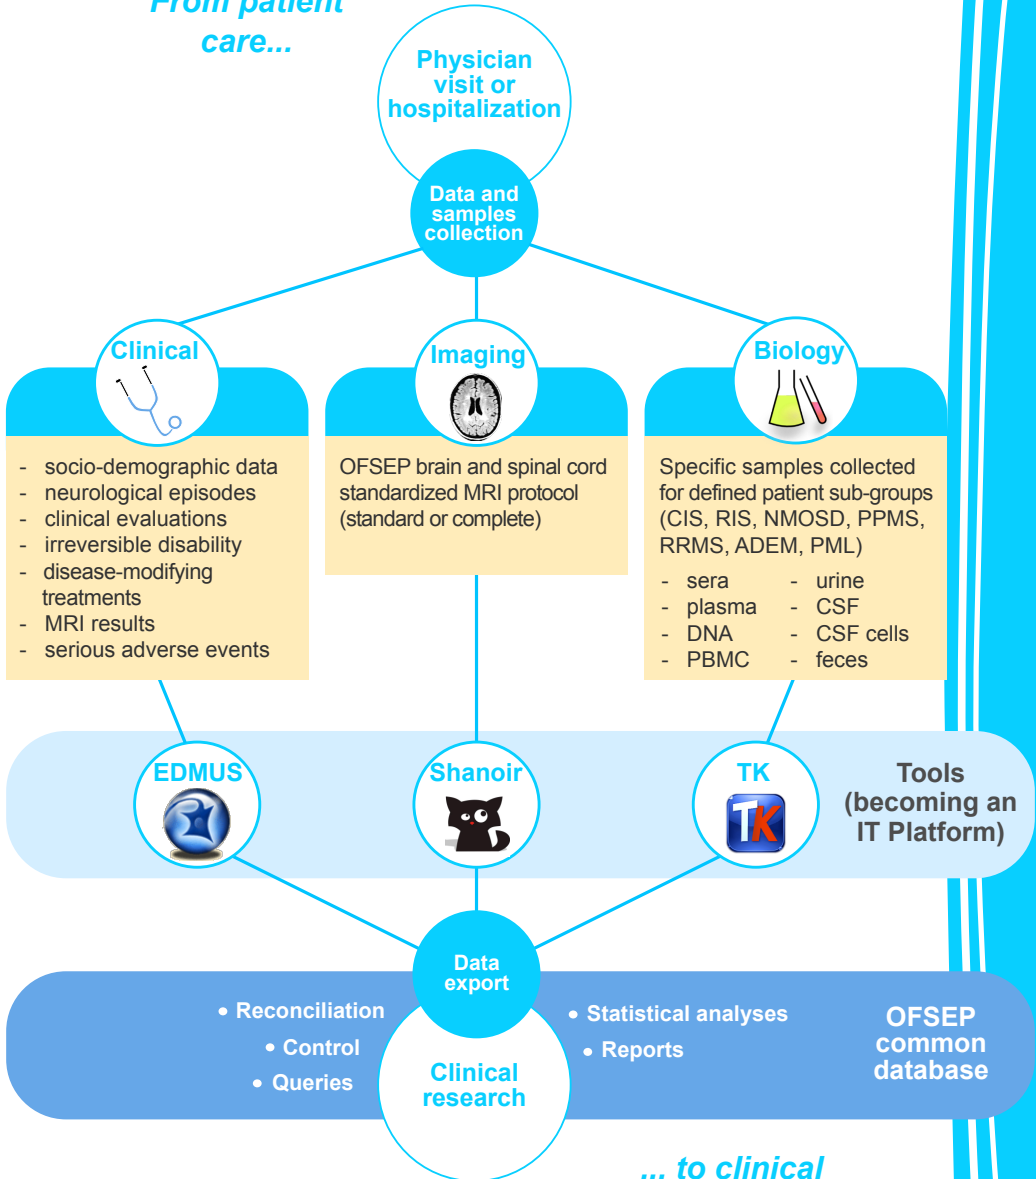 From patient
care...
Physician
visit or
hospitalization
Data and
samples
collection
Clinical
- socio-demographic data
- neurological episodes
- clinical evaluations
- irreversible disability
- disease-modifying
treatments
- MRI results
- serious adverse events
Imaging
OFSEP brain and spinal cord
standardized MRI protocol
(standard or complete)
Biology
Specific samples collected
for defined patient sub-groups
(CIS, RIS, NMOSD, PPMS,
RRMS, ADEM, PML)
- sera - urine
- plasma - CSF
- DNA - CSF cells
- PBMC - feces
EDMUS
Shanoir
TK
TK
Tools
(becoming an
IT Platform)
Data
export
• Reconciliation
• Control
• Queries
Clinical
research
• Statistical analyses
• Reports
OFSEP
common
database
... to clinical